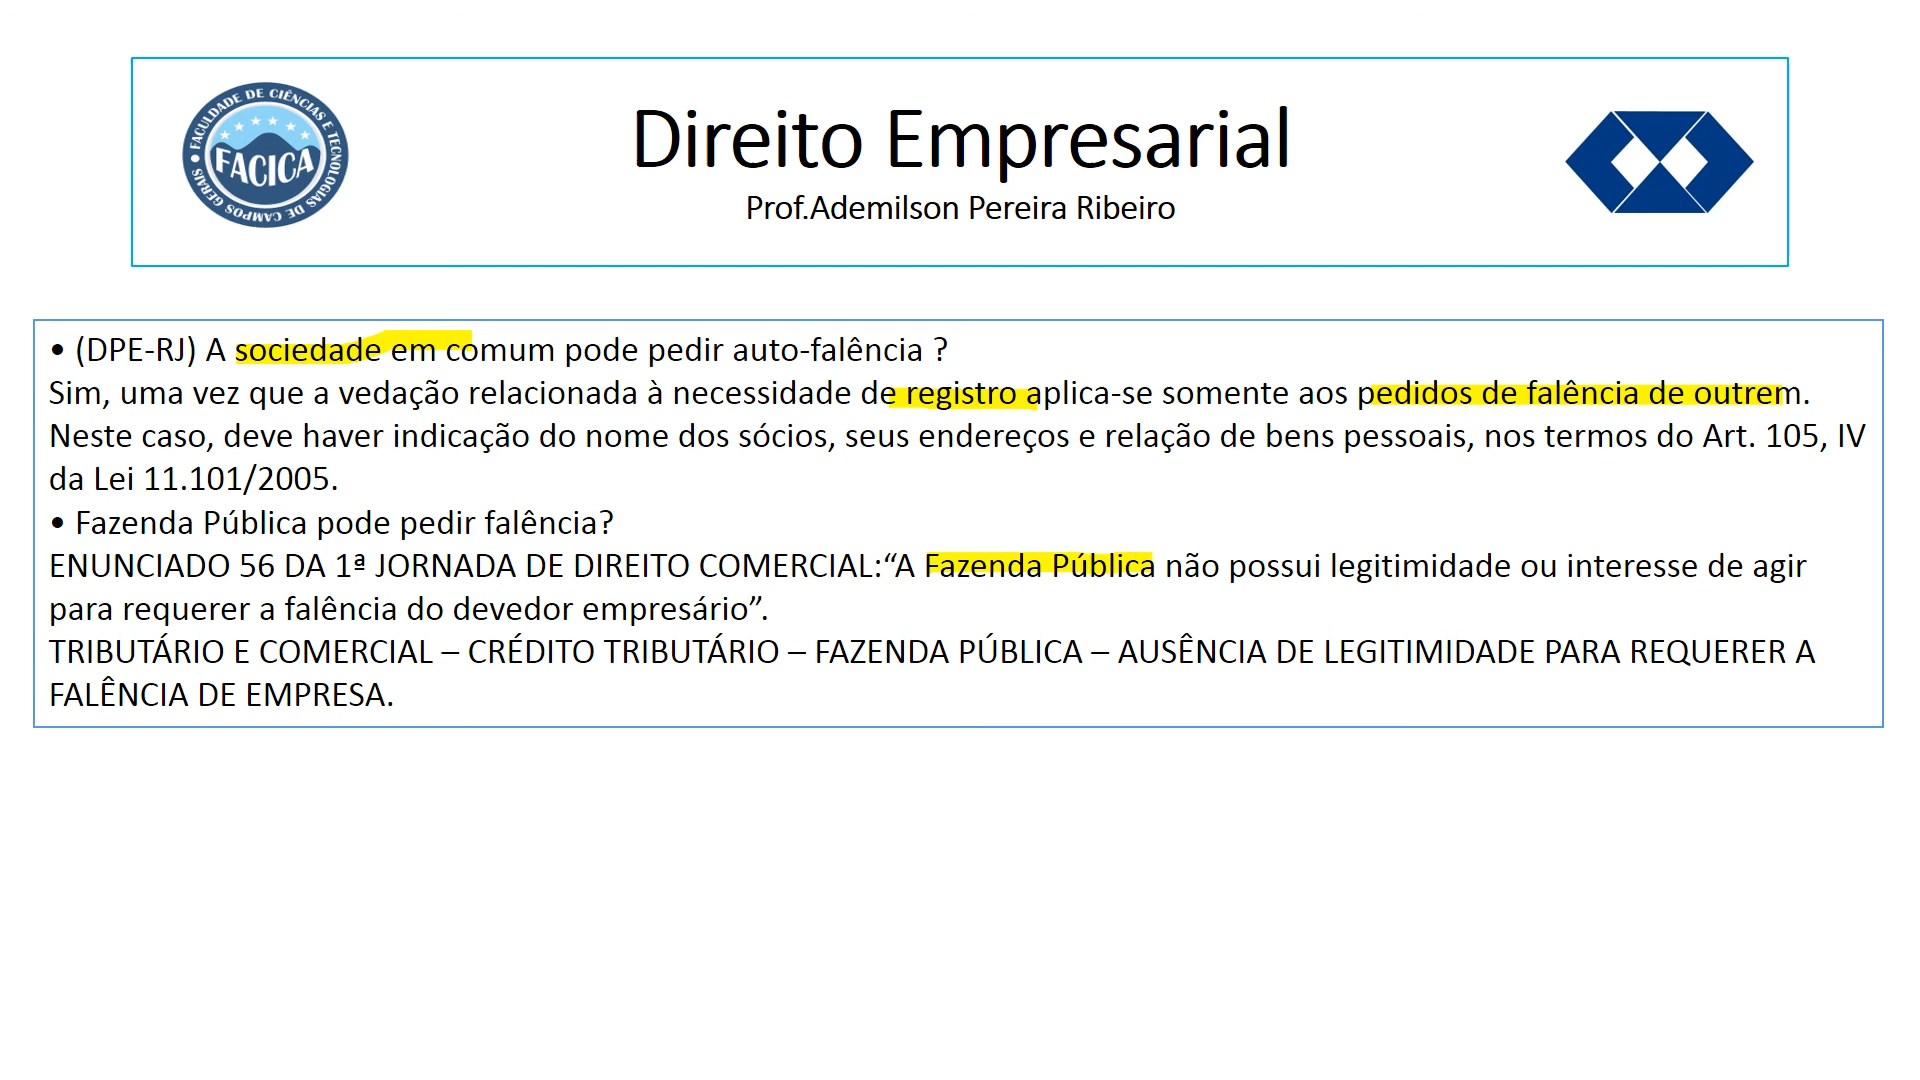 FACULDADE DE CIÊNCIAS E TECNOLOGIAS DE CAMPOS GERAIS
FACICA
Direito Empresarial
Prof.Ademilson Pereira Ribeiro
• (DPE-RJ) A sociedade em comum pode pedir auto-falência ?
Sim, uma vez que a vedação relacionada à necessidade de registro aplica-se somente aos pedidos de falência de outrem.
Neste caso, deve haver indicação do nome dos sócios, seus endereços e relação de bens pessoais, nos termos do Art. 105, IV
da Lei 11.101/2005.
• Fazenda Pública pode pedir falência?
ENUNCIADO 56 DA 1ª JORNADA DE DIREITO COMERCIAL:“A Fazenda Pública não possui legitimidade ou interesse de agir
para requerer a falência do devedor empresário”.
TRIBUTÁRIO E COMERCIAL – CRÉDITO TRIBUTÁRIO – FAZENDA PÚBLICA – AUSÊNCIA DE LEGITIMIDADE PARA REQUERER A
FALÊNCIA DE EMPRESA.